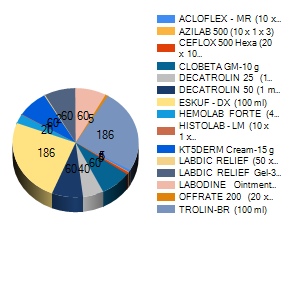 ACLOFLEX - MR (10 x...
AZILAB 500 (10 x 1 x 3)
CEFLOX 500 Hexa (20
x 10...
CLOBETA GM-10 g
DECATROLIN 25 (1...
DECATROLIN 50 (1 m...
ESKUF - DX (100 ml)
HEMOLAB FORTE (4...
HISTOLAB - LM (10 x
1 x...
KT5DERM Cream-15 g
LABDIC RELIEF (50 x...
LABDIC RELIEF Gel-3...
LABODINE Ointment...
OFFRATE 200 (20 x...
TROLIN-BR (100 ml)
60
60
5
60
20
186
186
60
40
60